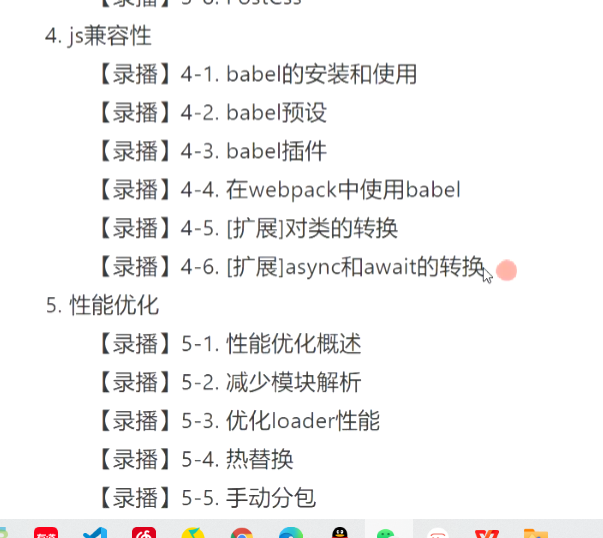 4. js兼容性
【录播】4-1. babel的安装和使用
【录播】4-2. babel预设
【录播】4-3. babel插件
【录播】4-4. 在webpack中使用babel
【录播】4-5. [扩展]对类的转换
【录播】4-6. [扩展]async和await的转换
5. 性能优化
【录播】5-1. 性能优化概述
【录播】5-2. 减少模块解析
【录播】5-3. 优化loader性能
【录播】5-4. 热替换
【录播】5-5. 手动分包